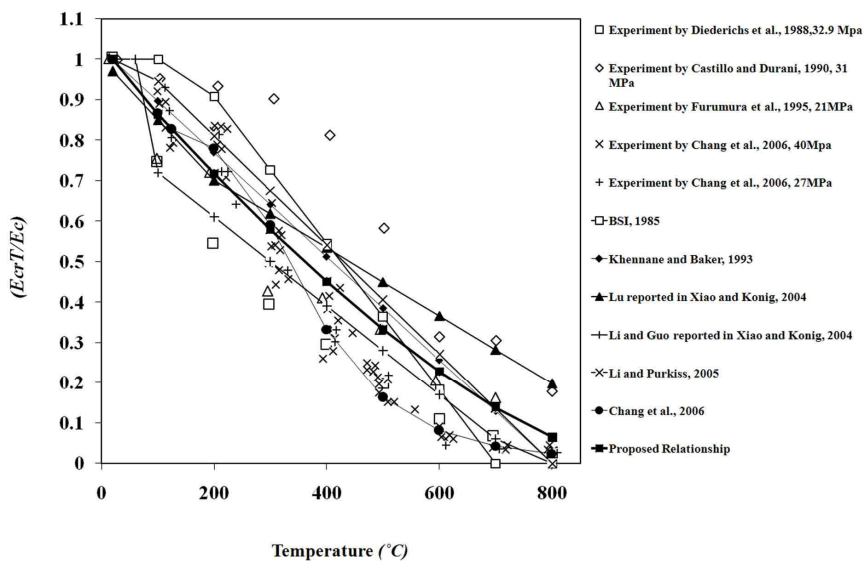 (EcrT/Ec)
1
0.9
0.8
0.7
0.6
0.5
0.4
0.3
0.2
0.1
0
0 200 400 600 800
Temperature (˚C)
Experiment by Diederichs et al., 1988,32.9 Mpa
Experiment by Castillo and Durani, 1990, 31
MPa
Experiment by Furumura et al., 1995, 21MPa
Experiment by Chang et al., 2006, 40Mpa
Experiment by Chang et al., 2006, 27MPa
BSI, 1985
Khennane and Baker, 1993
Lu reported in Xiao and Konig, 2004
Li and Guo reported in Xiao and Konig, 2004
Li and Purkiss, 2005
Chang et al., 2006
Proposed Relationship